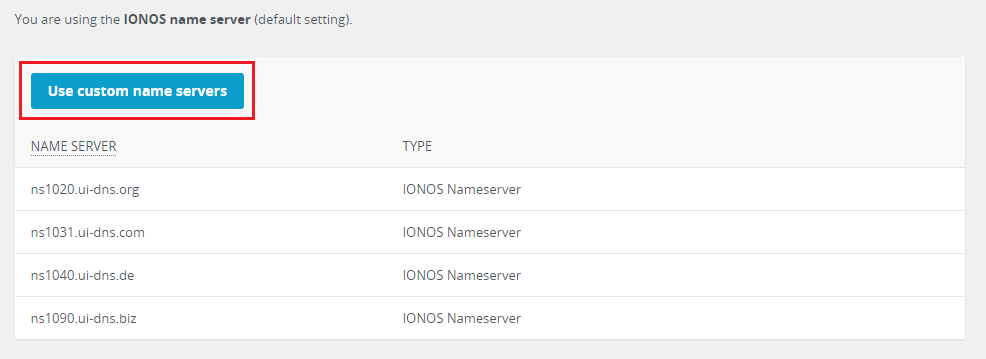 You are using the IONOS name server (default setting).
Use custom name servers
NAME SERVER TYPE
ns1020.ui-dns.org IONOS Nameserver
ns1031.ui-dns.com IONOS Nameserver
ns1040.ui-dns.de IONOS Nameserver
ns1090.ui-dns.biz IONOS Nameserver